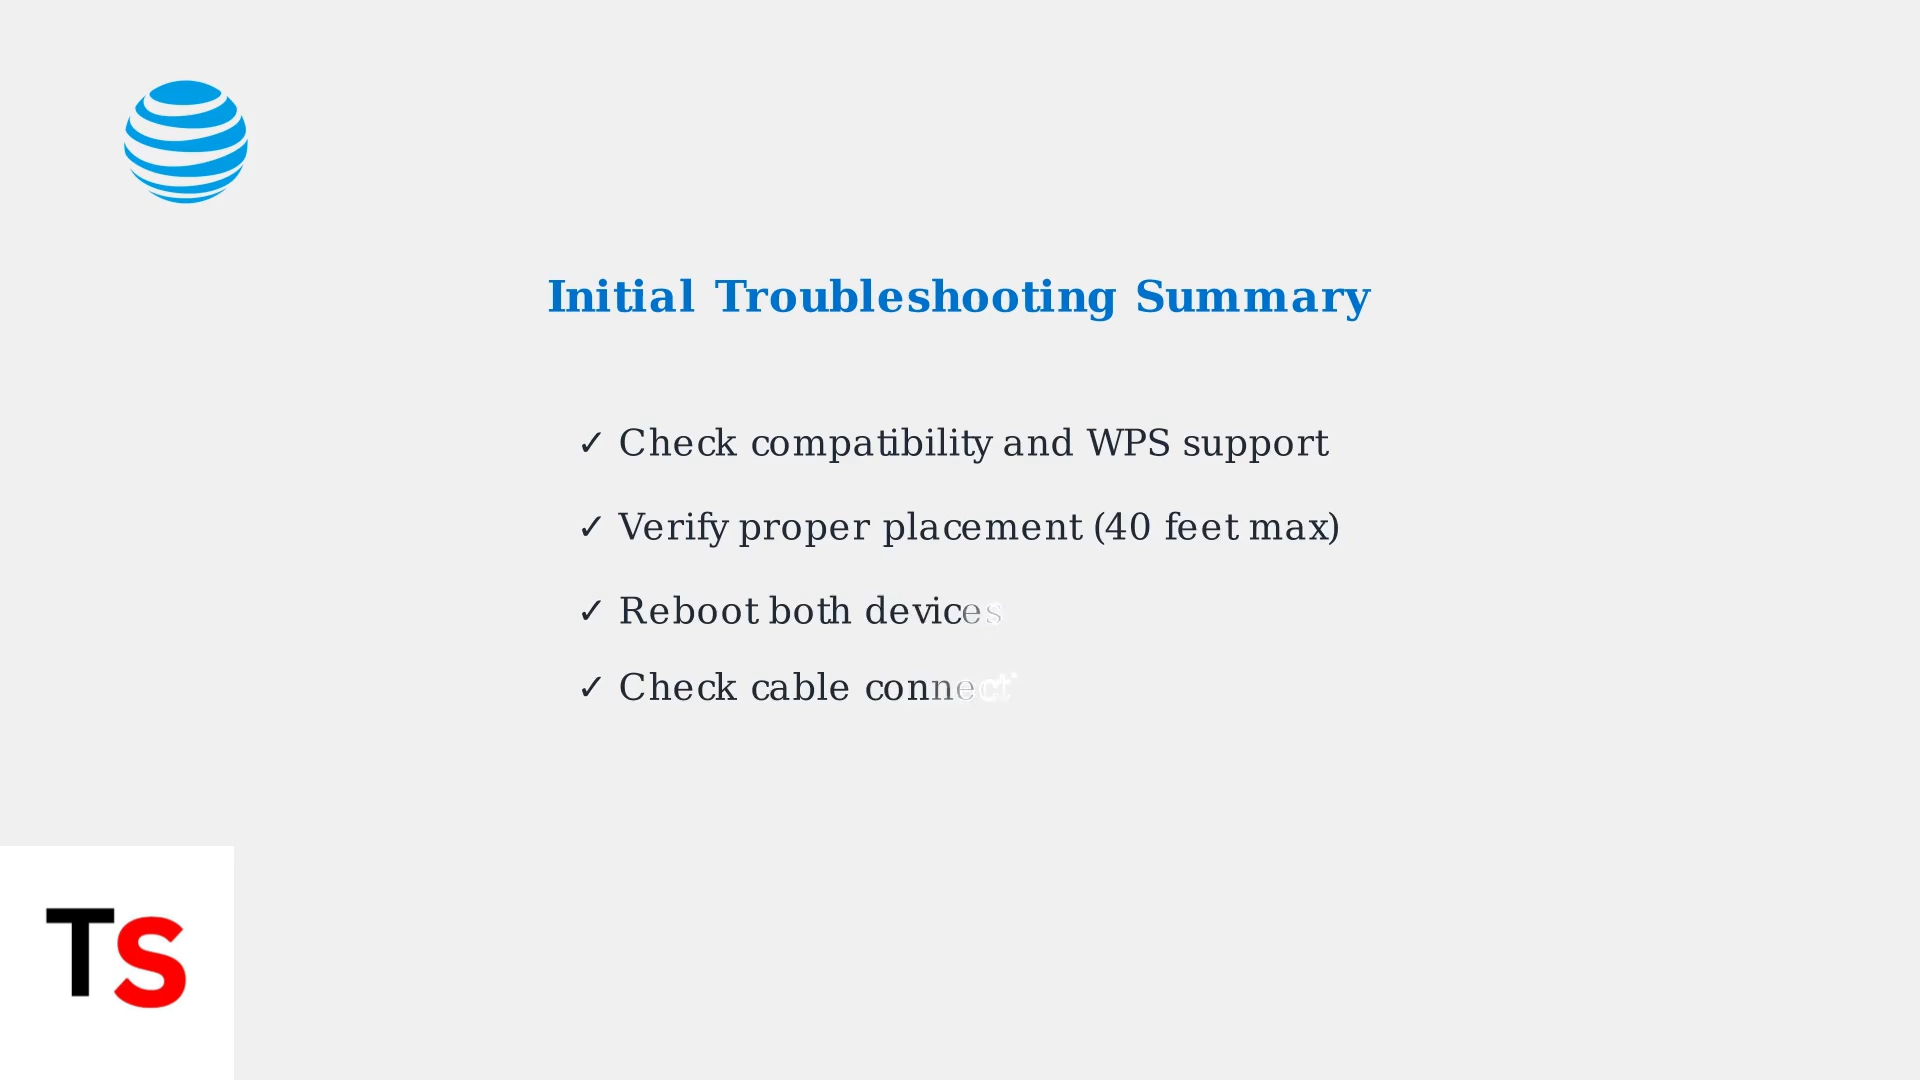 Initial Troubleshooting Summary
✓ Check compatibility and WPS support
✓ Verify proper placement (40 feet max)
✓ Reboot both devices
✓ Check cable connect
TS